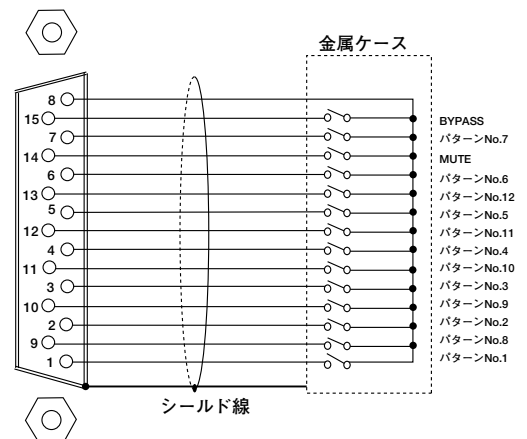 金属ケース
8
15
BYPASS
7
パターンNo.7
14
MUTE
6
パターンNo.6
13
パターンNo.12
5
パターンNo.5
12
パターンNo.11
4
パターンNo.4
11
パターンNo.10
3
パターンNo.3
10
パターンNo.9
2
パターンNo.2
9
パターンNo.8
1
パターンNo.1
シールド線